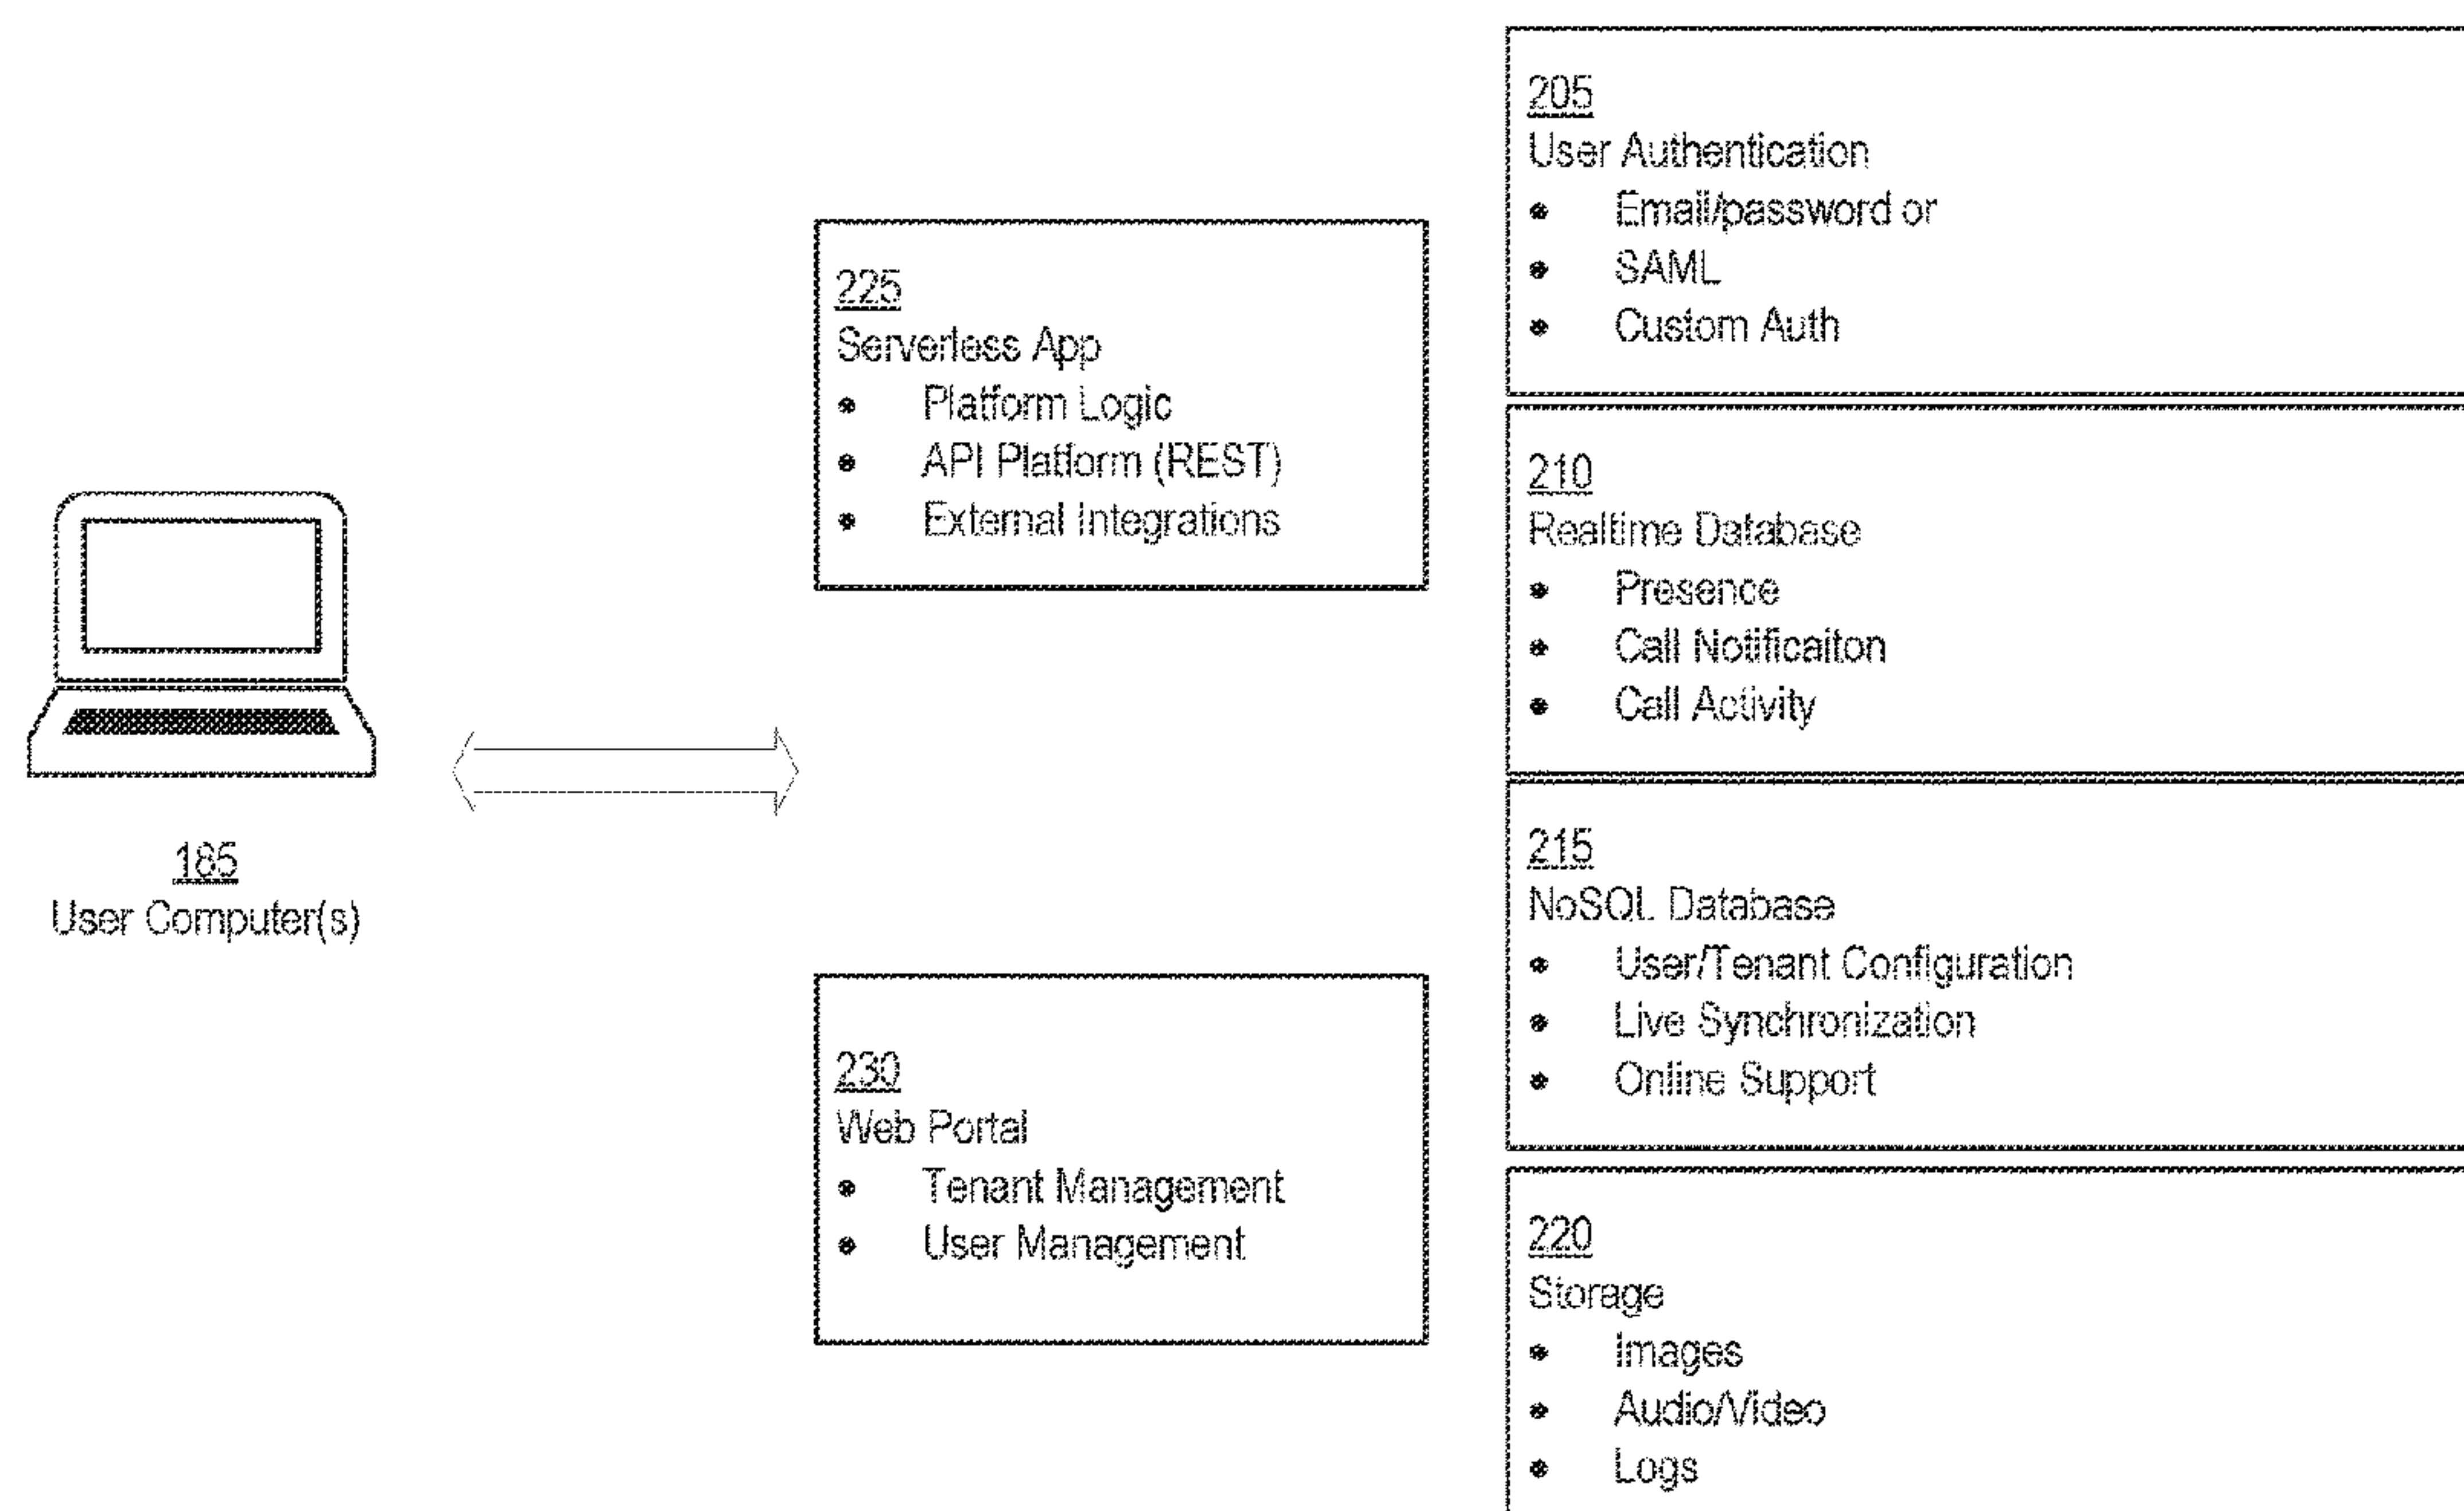 205
User Authentication
• Email/password or
• SAML
• Custom Auth
225
Serverless App
• Platform Logic
• API Platform (REST)
• External Integrations
210
Realtime Database
• Presence
• Call Notificaiton
• Call Activity
185
User Computer(s)
215
NoSQL Database
• User/Tenant Configuration
• Live Synchronization
• Online Support
230
Web Portal
• Tenant Management
• User Management
220
Storage
• Images
• Audio/Video
• Logs